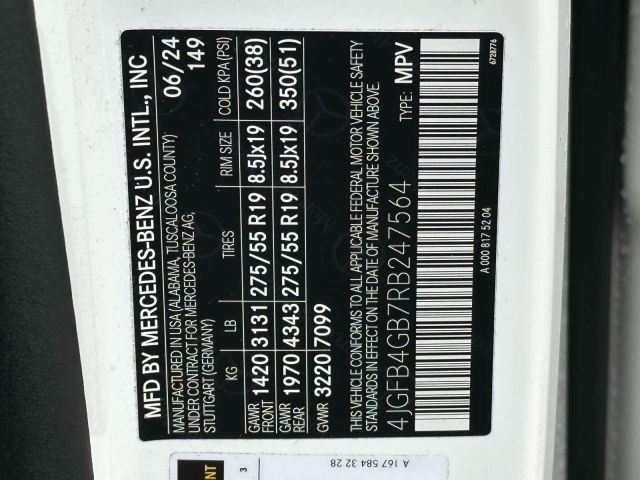 MFD BY MERCEDES-BENZ U.S. INTL., INC
MANUFACTURED IN USA (ALABAMA, TUSCALOOSA COUNTY) 06/24
UNDER CONTRACT FOR MERCEDES-BENZ AG, 149
STUTTGART (GERMANY)
KG LB TIRES RIM SIZE COLD KPA(PSI)
GAWR FRONT 1420 3131 275/55 R19 8.5Jx19 260(38)
GAWR REAR 1970 4343 275/55 R19 8.5Jx19 350(51)
GVWR 3220 7099
THIS VEHICLE CONFORMS TO ALL APPLICABLE FEDERAL MOTOR VEHICLE SAFETY
STANDARDS IN EFFECT ON THE DATE OF MANUFACTURE SHOWN ABOVE.
4JGFB4GB7RB247564 TYPE: MPV
A 000 817 52 04 6728776
A 167 584 32 28
3